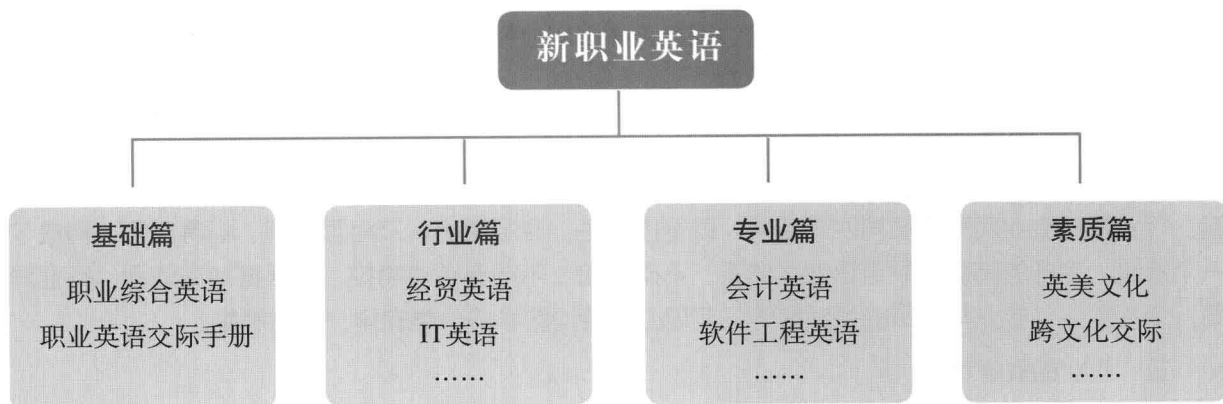 新职业英语
基础篇
职业综合英语
职业英语交际手册
行业篇
经贸英语
IT英语
……
专业篇
会计英语
软件工程英语
……
素质篇
英美文化
跨文化交际
……